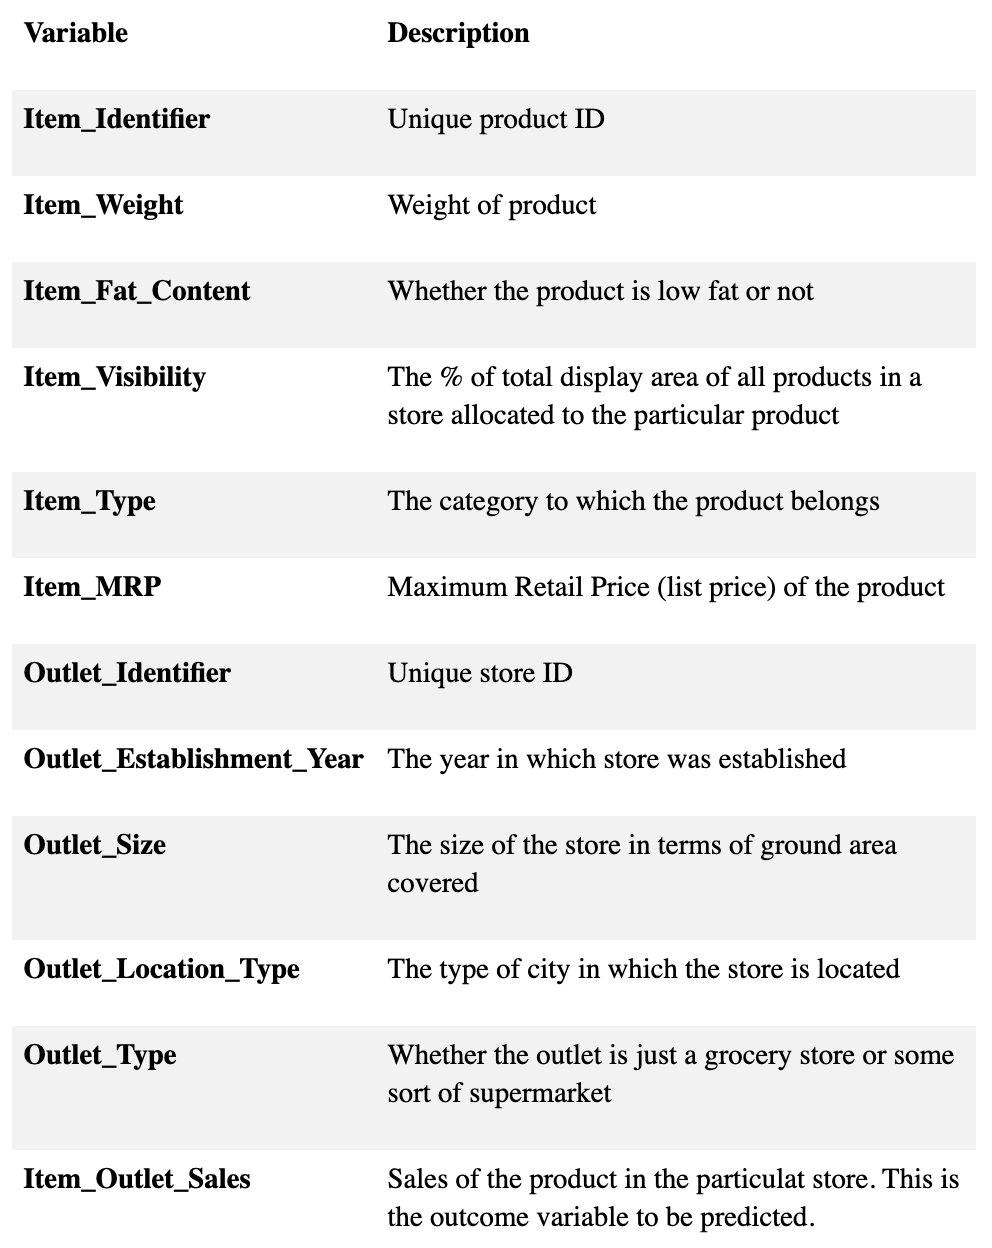 Variable Description
Item_Identifier Unique product ID
Item_Weight Weight of product
Item_Fat_Content Whether the product is low fat or not
Item_Visibility The % of total display area of all products in a
store allocated to the particular product
Item_Type The category to which the product belongs
Item_MRP Maximum Retail Price (list price) of the product
Outlet_Identifier Unique store ID
Outlet_Establishment_Year The year in which store was established
Outlet_Size The size of the store in terms of ground area
covered
Outlet_Location_Type The type of city in which the store is located
Outlet_Type Whether the outlet is just a grocery store or some
sort of supermarket
Item_Outlet_Sales Sales of the product in the particulat store. This is
the outcome variable to be predicted.